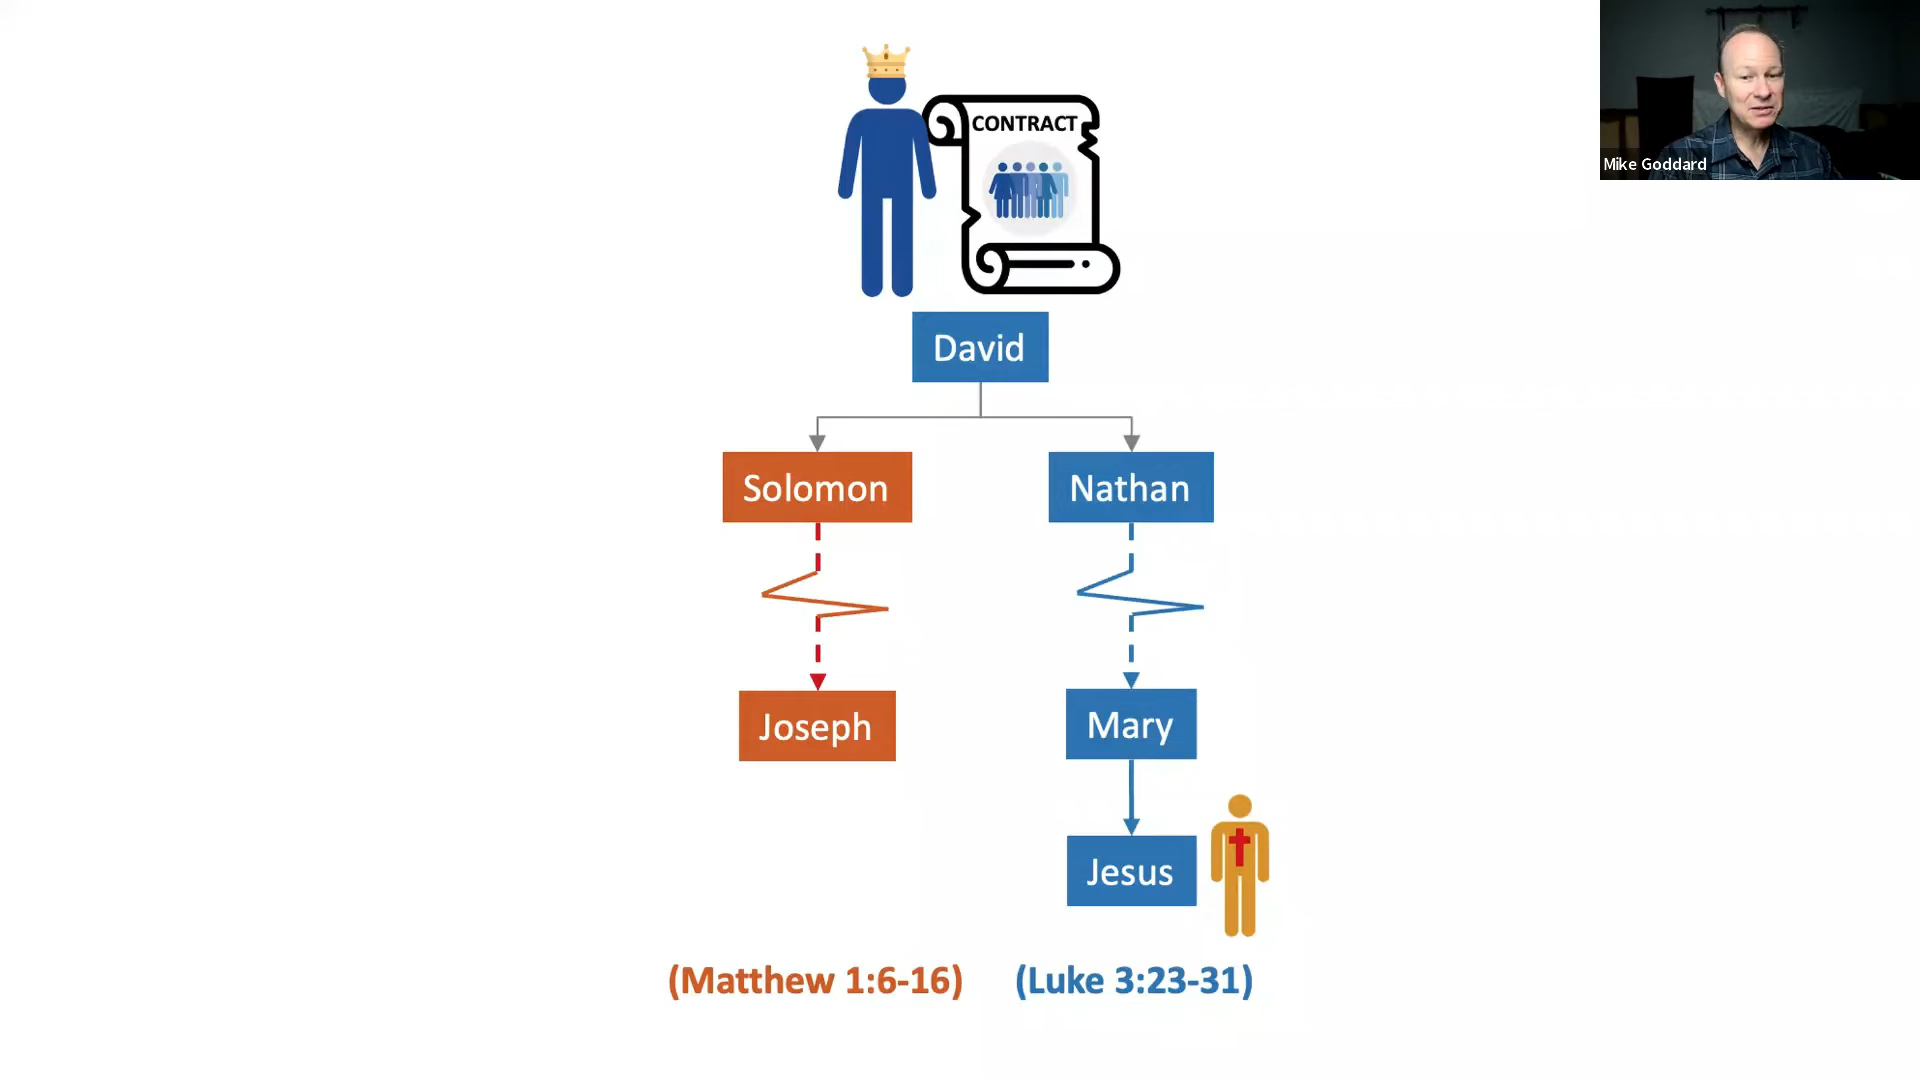 CONTRACT
Mike Goddard
David
Solomon
Nathan
Joseph
Mary
Jesus
(Matthew 1:6-16)
(Luke 3:23-31)